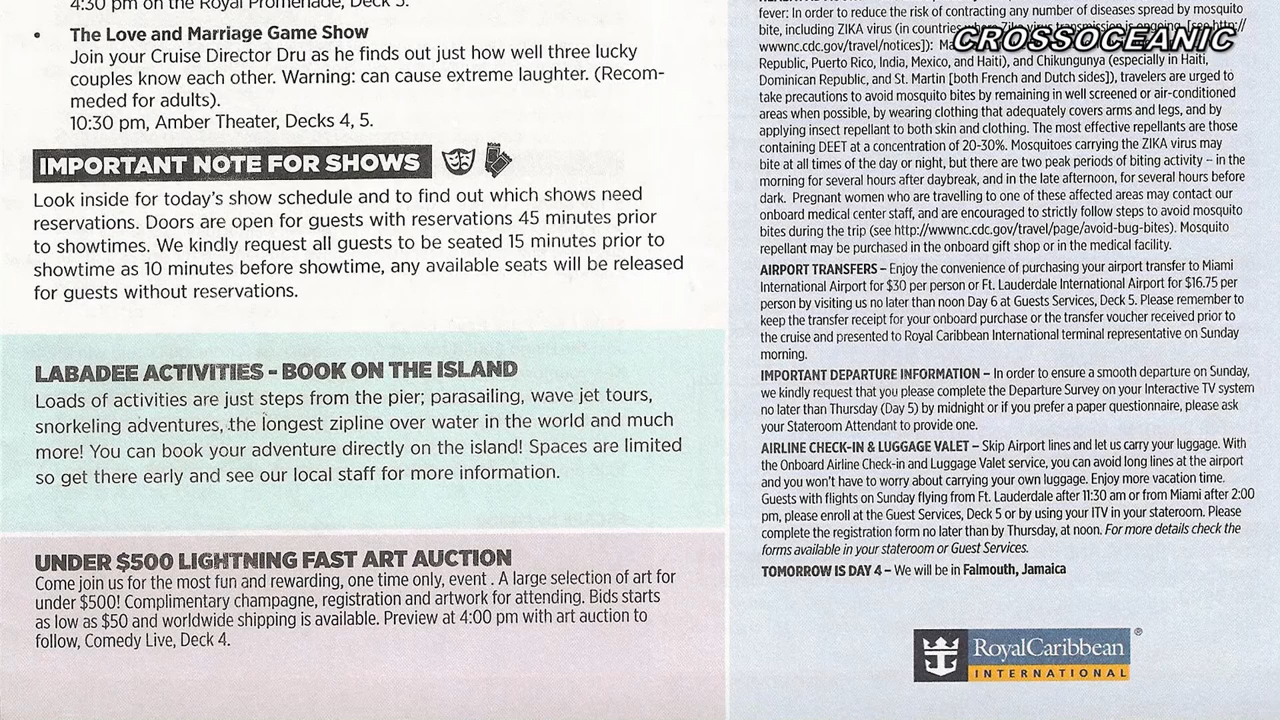 4:30 pm on the Royal Promenade, Deck 5.
• The Love and Marriage Game Show
Join your Cruise Director Dru as he finds out just how well three lucky
couples know each other. Warning: can cause extreme laughter. (Recom-
meded for adults).
10:30 pm, Amber Theater, Decks 4, 5.
IMPORTANT NOTE FOR SHOWS
Look inside for today's show schedule and to find out which shows need
reservations. Doors are open for guests with reservations 45 minutes prior
to showtimes. We kindly request all guests to be seated 15 minutes prior to
showtime as 10 minutes before showtime, any available seats will be released
for guests without reservations.
LABADEE ACTIVITIES - BOOK ON THE ISLAND
Loads of activities are just steps from the pier; parasailing, wave jet tours,
snorkeling adventures, the longest zipline over water in the world and much
more! You can book your adventure directly on the island! Spaces are limited
so get there early and see our local staff for more information.
UNDER $500 LIGHTNING FAST ART AUCTION
Come join us for the most fun and rewarding, one time only, event . A large selection of art for
under $500! Complimentary champagne, registration and artwork for attending. Bids starts
as low as $50 and worldwide shipping is available. Preview at 4:00 pm with art auction to
follow, Comedy Live, Deck 4.
fever: In order to reduce the risk of contracting any number of diseases spread by mosquito
bite, including ZIKA virus (in countries where Zika virus transmission is ongoing, [see http://
wwwnc.cdc.gov/travel/notices]):
CROSSOCEANIC
Republic, Puerto Rico, India, Mexico, and Haiti), and Chikungunya (especially in Haiti,
Dominican Republic, and St. Martin [both French and Dutch sides]), travelers are urged to
take precautions to avoid mosquito bites by remaining in well screened or air-conditioned
areas when possible, by wearing clothing that adequately covers arms and legs, and by
applying insect repellant to both skin and clothing. The most effective repellants are those
containing DEET at a concentration of 20-30%. Mosquitoes carrying the ZIKA virus may
bite at all times of the day or night, but there are two peak periods of biting activity – in the
morning for several hours after daybreak, and in the late afternoon, for several hours before
dark. Pregnant women who are travelling to one of these affected areas may contact our
onboard medical center staff, and are encouraged to strictly follow steps to avoid mosquito
bites during the trip (see http://wwwnc.cdc.gov/travel/page/avoid-bug-bites). Mosquito
repellant may be purchased in the onboard gift shop or in the medical facility.
AIRPORT TRANSFERS – Enjoy the convenience of purchasing your airport transfer to Miami
International Airport for $30 per person or Ft. Lauderdale International Airport for $16.75 per
person by visiting us no later than noon Day 6 at Guests Services, Deck 5. Please remember to
keep the transfer receipt for your onboard purchase or the transfer voucher received prior to
the cruise and presented to Royal Caribbean International terminal representative on Sunday
morning.
IMPORTANT DEPARTURE INFORMATION – In order to ensure a smooth departure on Sunday,
we kindly request that you please complete the Departure Survey on your Interactive TV system
no later than Thursday (Day 5) by midnight or if you prefer a paper questionnaire, please ask
your Stateroom Attendant to provide one.
AIRLINE CHECK-IN & LUGGAGE VALET – Skip Airport lines and let us carry your luggage. With
the Onboard Airline Check-in and Luggage Valet service, you can avoid long lines at the airport
and you won't have to worry about carrying your own luggage. Enjoy more vacation time.
Guests with flights on Sunday flying from Ft. Lauderdale after 11:30 am or from Miami after 2:00
pm, please enroll at the Guest Services, Deck 5 or by using your ITV in your stateroom. Please
complete the registration form no later than by Thursday, at noon. For more details check the
forms available in your stateroom or Guest Services.
TOMORROW IS DAY 4 – We will be in Falmouth, Jamaica
RoyalCaribbean ®
INTERNATIONAL